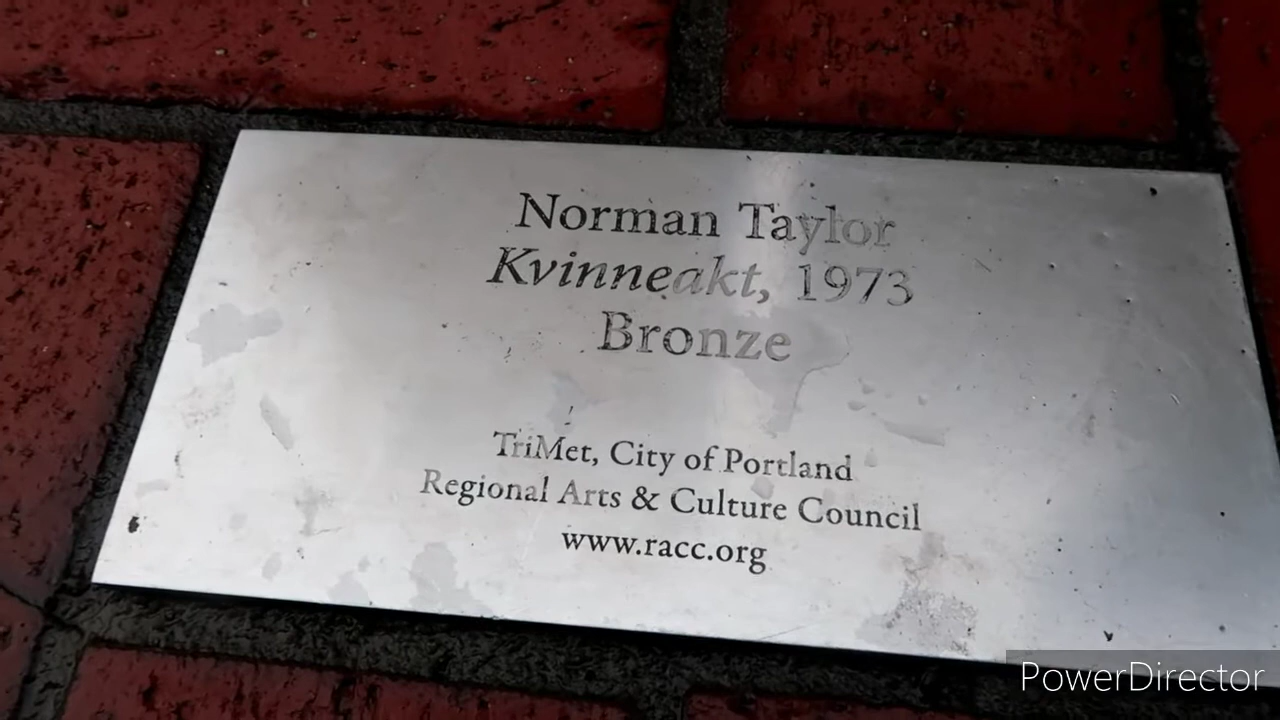 Norman Taylor
Kvinneakt, 1973
Bronze
TriMet, City of Portland
Regional Arts & Culture Council
www.racc.org
PowerDirector